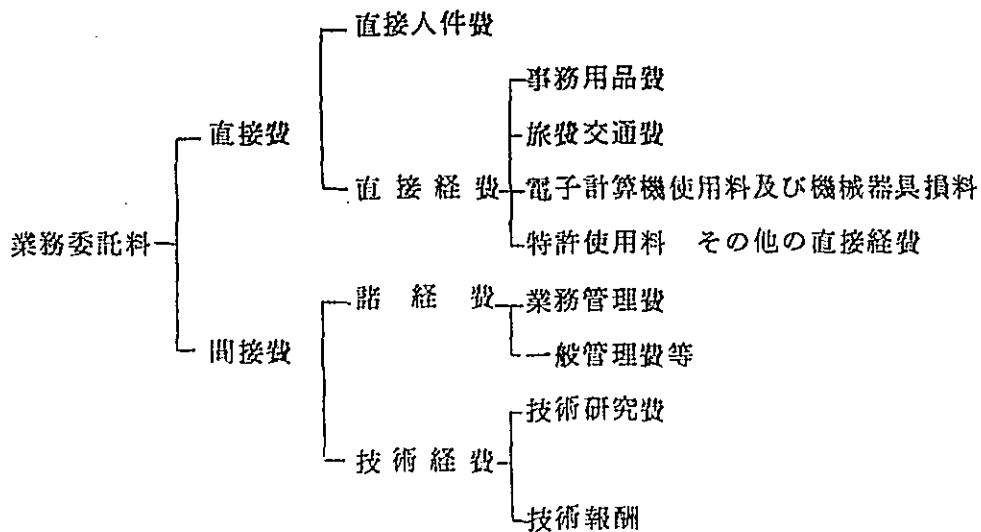 直接人件費
事務用品費
直接費
旅費交通費
直接経費
電子計算機使用料及び機械器具損料
業務委託料
特許使用料 その他の直接経費
諸経費
業務管理費
間接費
一般管理費等
技術研究費
技術経費
技術報酬